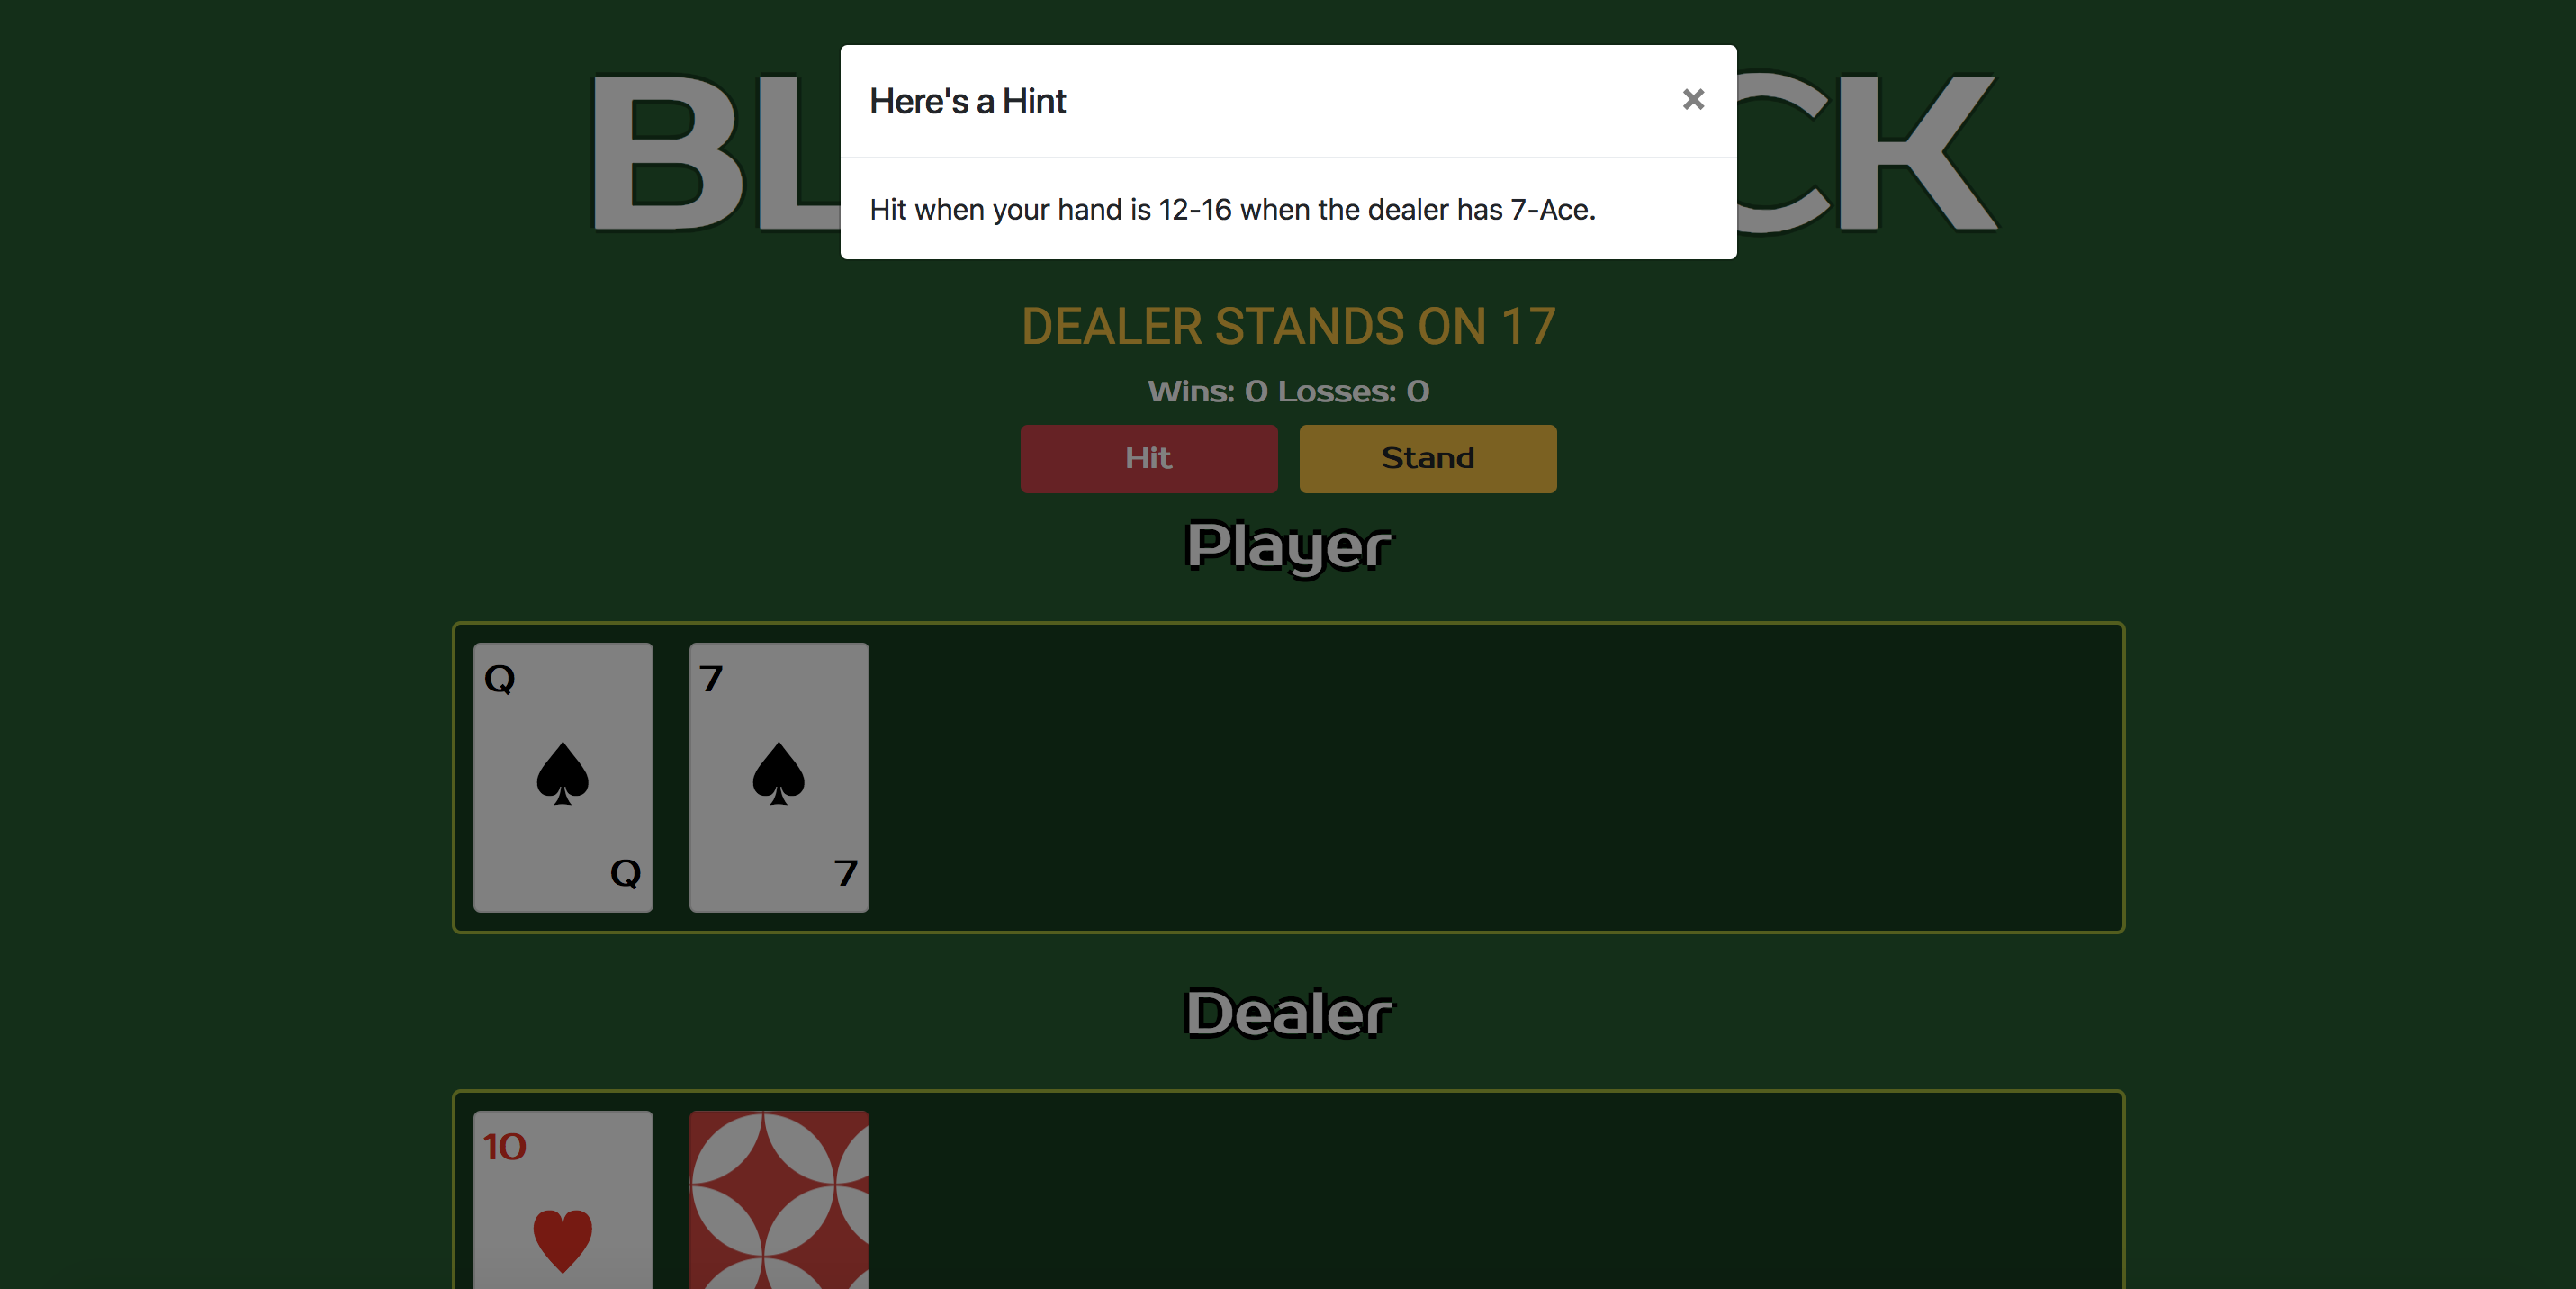 BL CK
Here's a Hint ×
Hit when your hand is 12-16 when the dealer has 7-Ace.
DEALER STANDS ON 17
Wins: 0 Losses: 0
Hit Stand
Player
Q 7
Q 7
Dealer
10